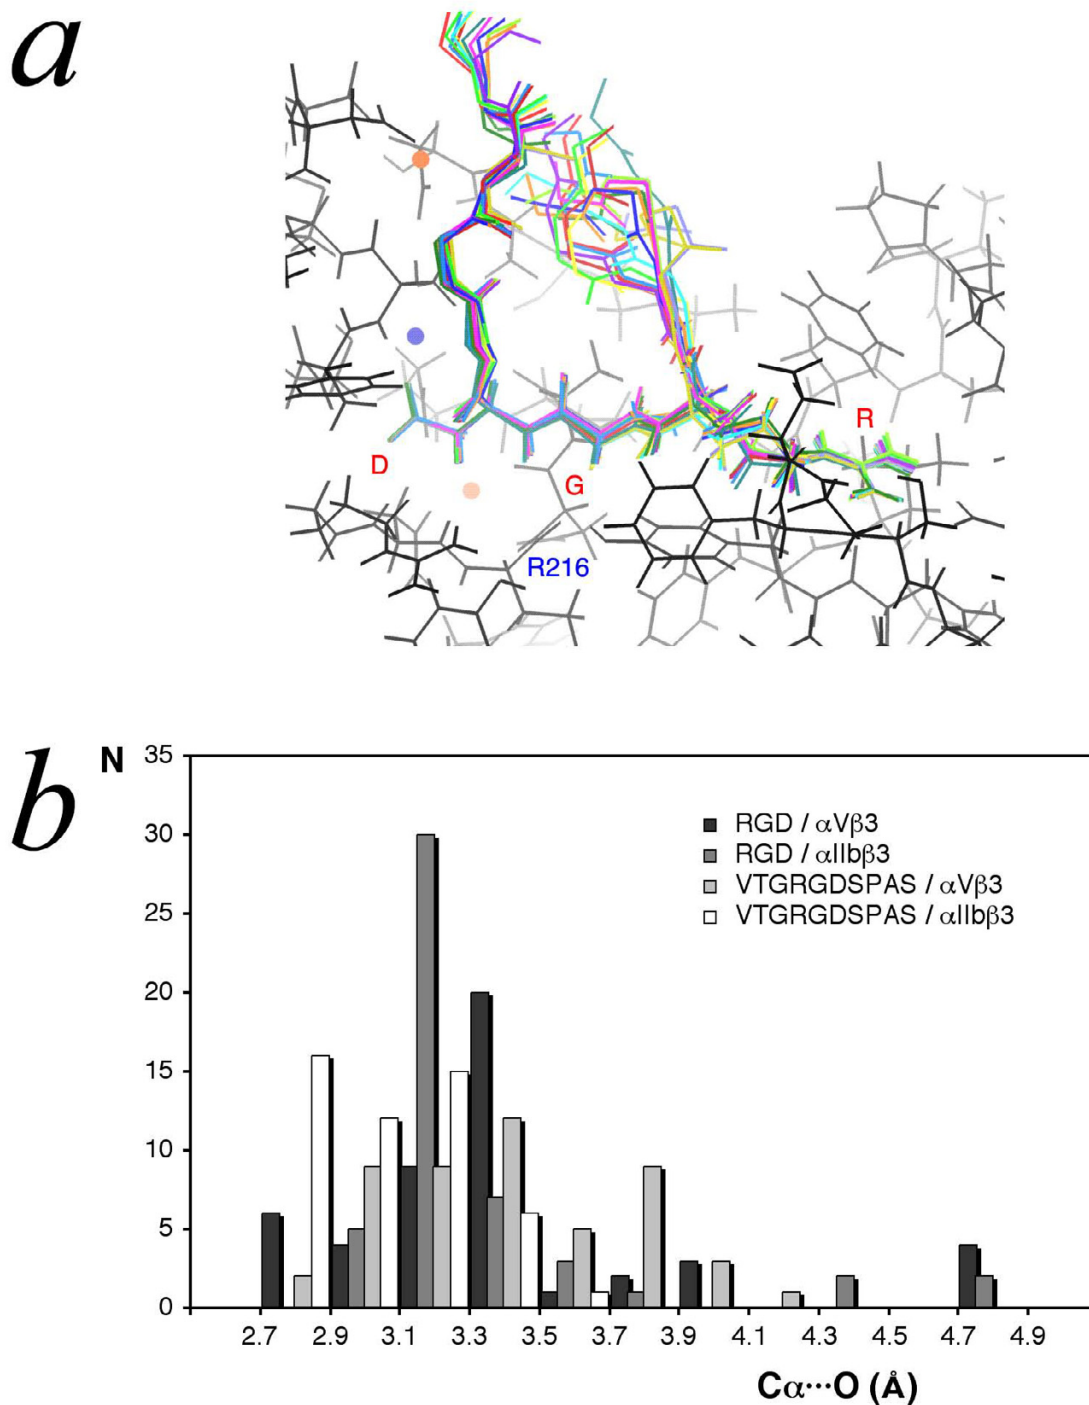 a
D
G
R
R216
b
N
35
30
25
20
15
10
5
0
RGD / αVβ3
RGD / αIIbβ3
VTGRGDSPAS / αVβ3
VTGRGDSPAS / αIIbβ3
2.7 2.9 3.1 3.3 3.5 3.7 3.9 4.1 4.3 4.5 4.7 4.9
Cα···O (Å)